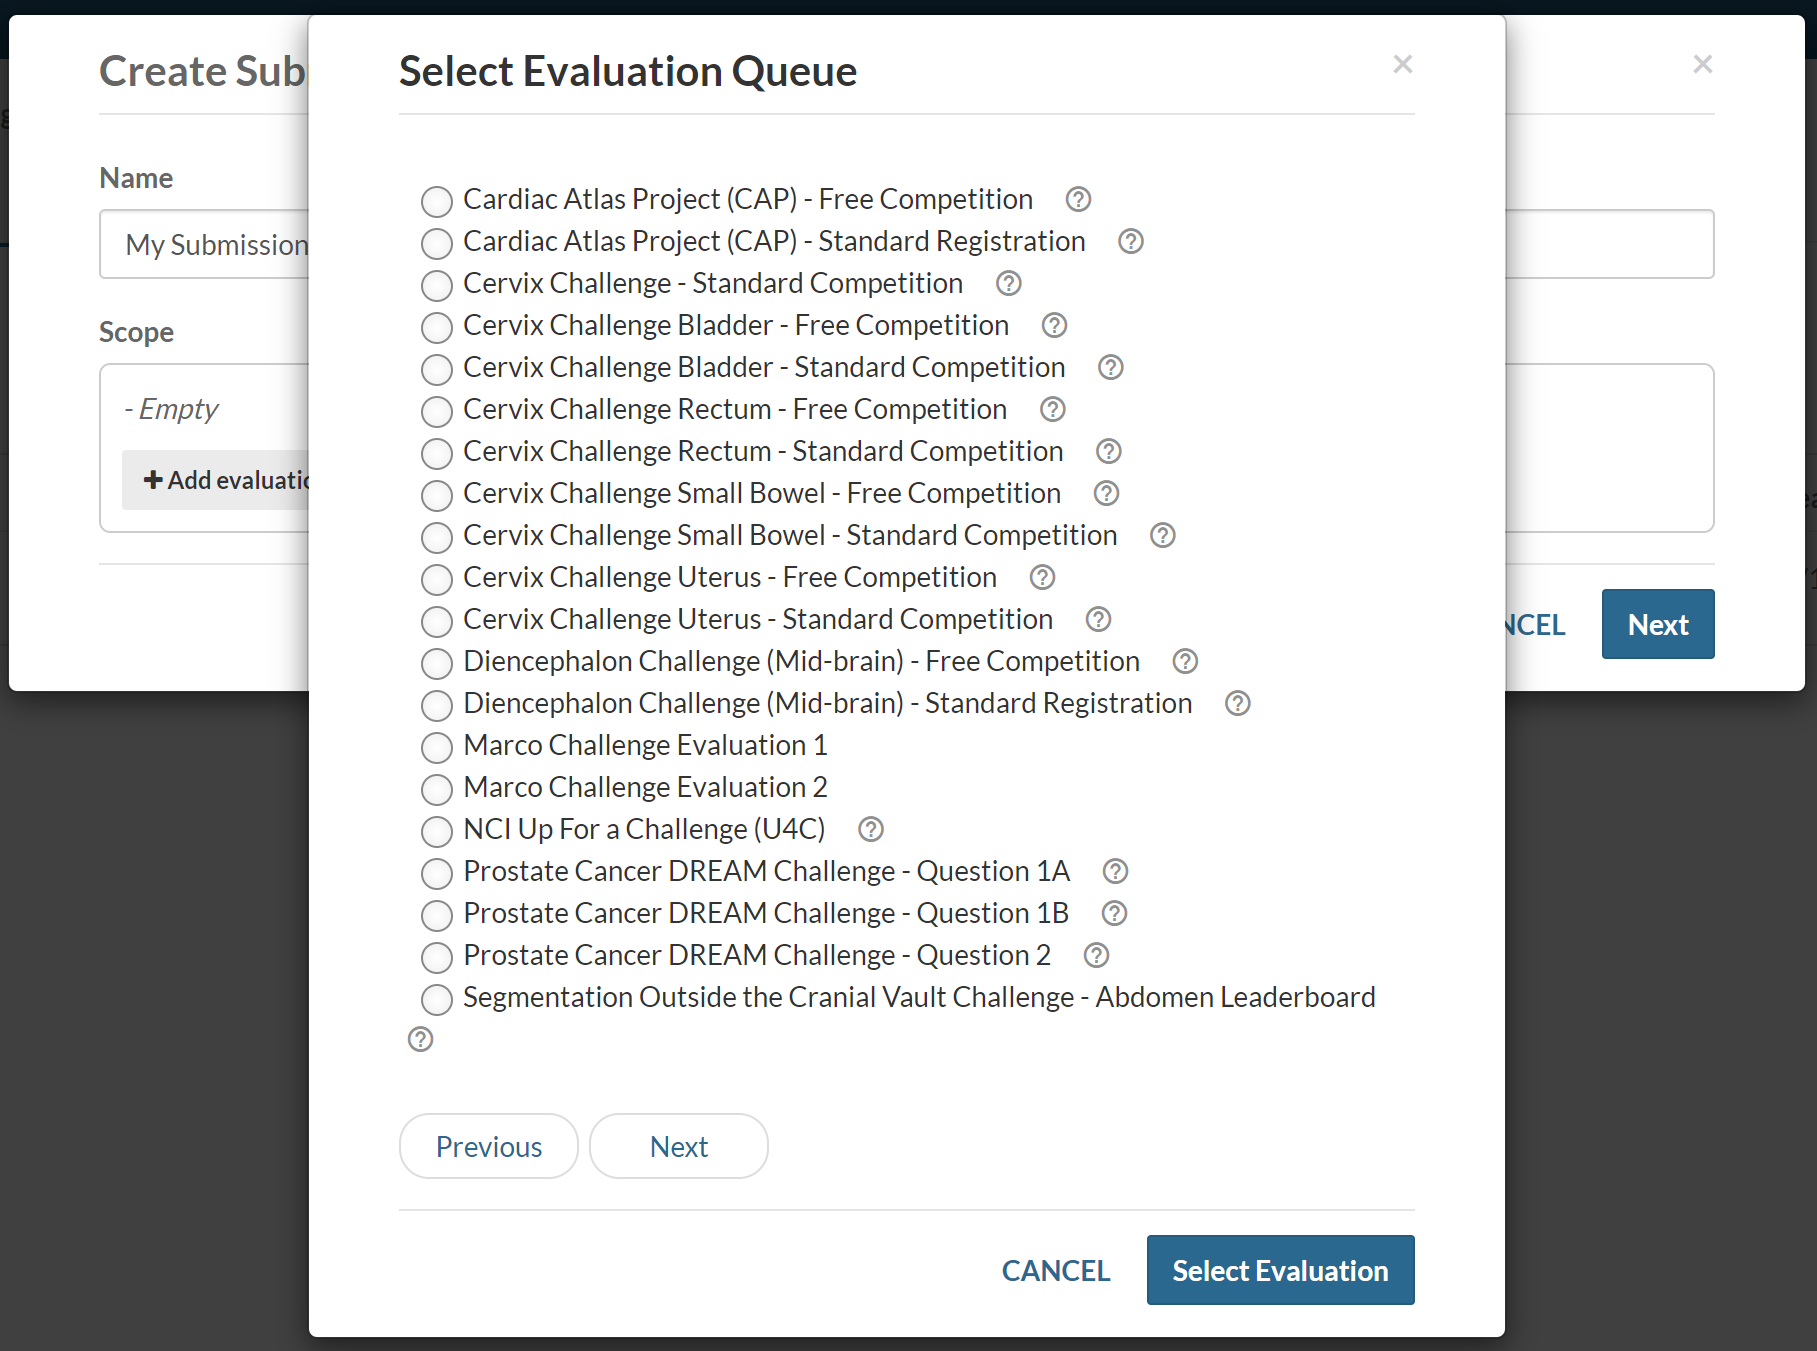 Create Sub
Name
My Submission
Scope
- Empty
Add evaluatio
Select Evaluation Queue
Cardiac Atlas Project (CAP) - Free Competition
Cardiac Atlas Project (CAP) - Standard Registration
Cervix Challenge - Standard Competition
Cervix Challenge Bladder - Free Competition
Cervix Challenge Bladder - Standard Competition
Cervix Challenge Rectum - Free Competition
Cervix Challenge Rectum - Standard Competition
Cervix Challenge Small Bowel - Free Competition
Cervix Challenge Small Bowel - Standard Competition
Cervix Challenge Uterus - Free Competition
Cervix Challenge Uterus - Standard Competition
Diencephalon Challenge (Mid-brain) - Free Competition
Diencephalon Challenge (Mid-brain) - Standard Registration
Marco Challenge Evaluation 1
Marco Challenge Evaluation 2
NCI Up For a Challenge (U4C)
Prostate Cancer DREAM Challenge - Question 1A
Prostate Cancer DREAM Challenge - Question 1B
Prostate Cancer DREAM Challenge - Question 2
Segmentation Outside the Cranial Vault Challenge - Abdomen Leaderboard
Previous Next
CANCEL Select Evaluation
NCEL Next